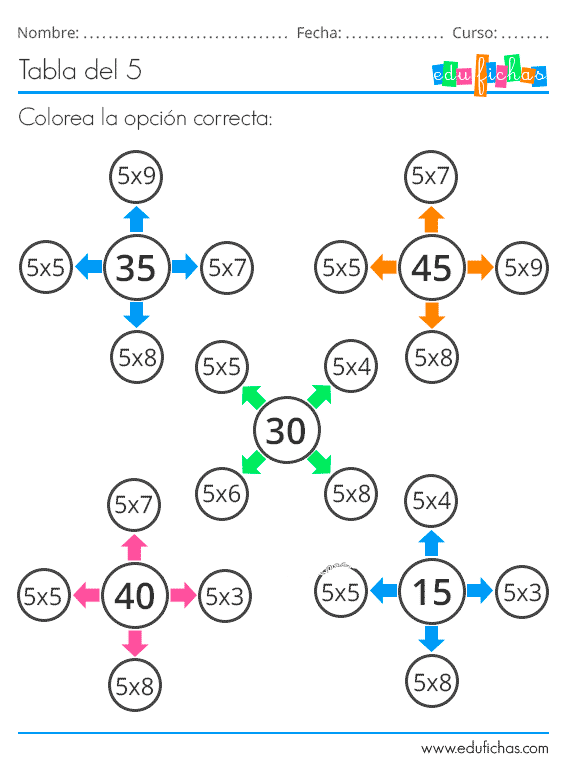 Nombre: ................................ Fecha: ................ Curso: ........
Tabla del 5
edufichas
Colorea la opción correcta:
5x9
5x7
5x5
35
5x7
5x5
45
5x9
5x8
5x8
5x5
5x4
30
5x6
5x8
5x7
5x4
5x5
40
5x3
5x5
15
5x3
5x8
5x8
www.edufichas.com